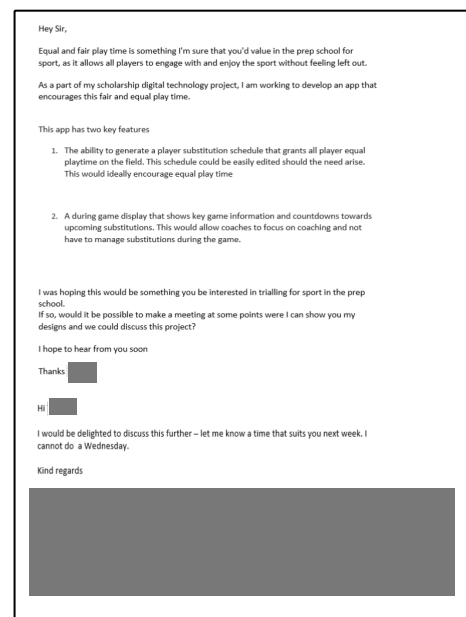 Hey Sir,
Equal and fair play time is something I'm sure that you'd value in the prep school for
sport, as it allows all players to engage with and enjoy the sport without feeling left out.
As a part of my scholarship digital technology project, I am working to develop an app that
encourages this fair and equal play time.
This app has two key features
1. The ability to generate a player substitution schedule that grants all player equal
playtime on the field. This schedule could be easily edited should the need arise.
This would ideally encourage equal play time
2. A during game display that shows key game information and countdowns towards
upcoming substitutions. This would allow coaches to focus on coaching and not
have to manage substitutions during the game.
I was hoping this would be something you be interested in trialling for sport in the prep
school.
If so, would it be possible to make a meeting at some points were I can show you my
designs and we could discuss this project?
I hope to hear from you soon
Thanks
Hi
I would be delighted to discuss this further – let me know a time that suits you next week. I
cannot do a Wednesday.
Kind regards